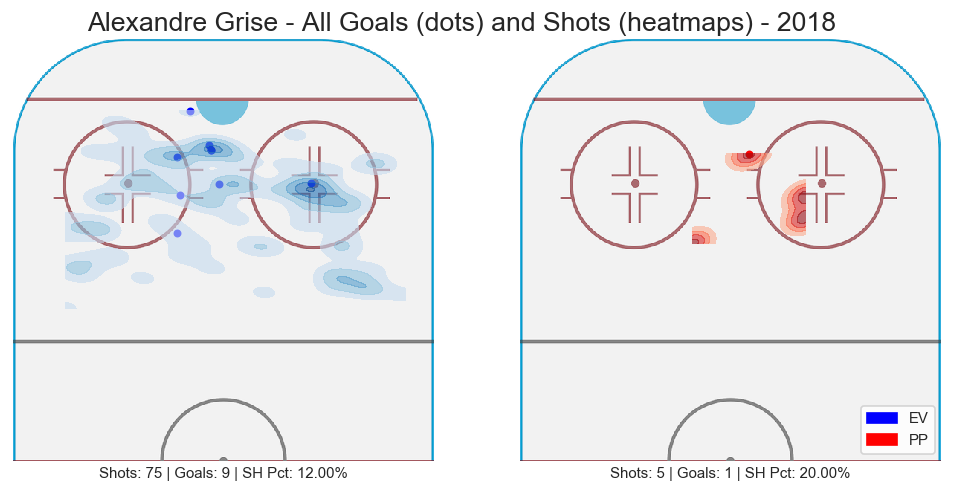 Alexandre Grise - All Goals (dots) and Shots (heatmaps) - 2018
EV
PP
Shots: 75 | Goals: 9 | SH Pct: 12.00%
Shots: 5 | Goals: 1 | SH Pct: 20.00%